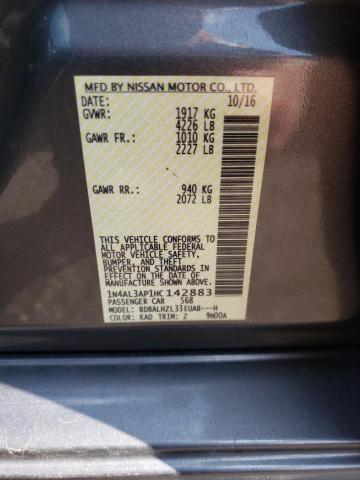 MFD BY NISSAN MOTOR CO., LTD.
DATE: 10/16
GVWR: 1917 KG
4226 LB
GAWR FR.: 1010 KG
2227 LB
GAWR RR.: 940 KG
2072 LB
THIS VEHICLE CONFORMS TO
ALL APPLICABLE FEDERAL
MOTOR VEHICLE SAFETY,
BUMPER, AND THEFT
PREVENTION STANDARDS
IN EFFECT ON THE DATE OF
MANUFACTURE SHOWN ABOVE.
1N4AL3AP1HC142883
PASSENGER CAR 568
MODEL: BDBALHZL33EUAB---H
COLOR: KAD TRIM: Z 9N00A